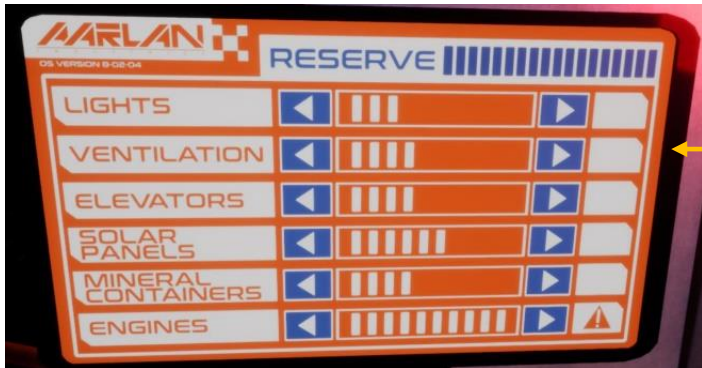 MARLAN
OS VERSION 8-02-04
RESERVE
LIGHTS
VENTILATION
ELEVATORS
SOLAR
PANELS
MINERAL
CONTAINERS
ENGINES